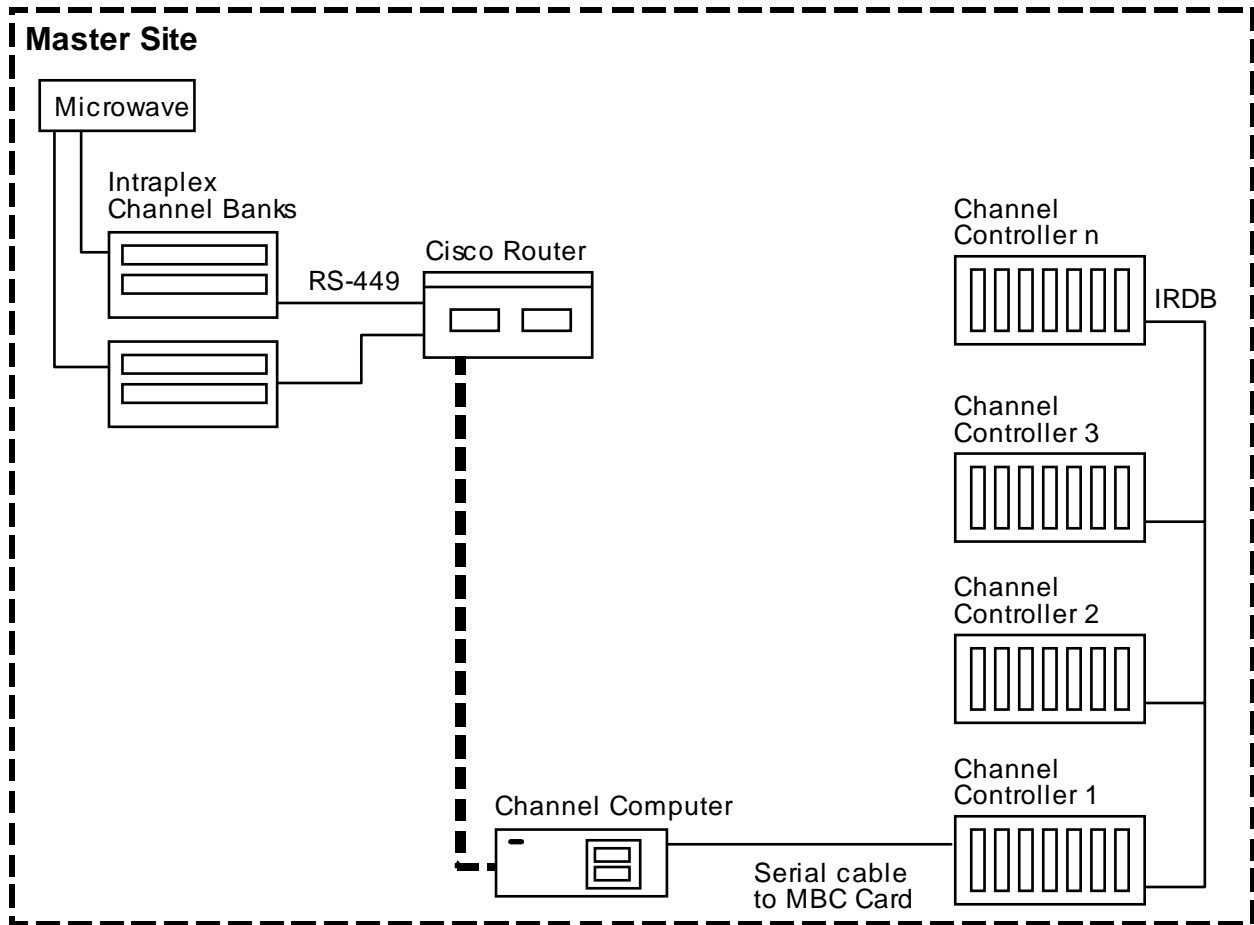 Master Site
Microwave
Intraplex
Channel Banks
RS-449
Cisco Router
Channel
Controller n
IRDB
Channel
Controller 3
Channel
Controller 2
Channel
Controller 1
Channel Computer
Serial cable
to MBC Card